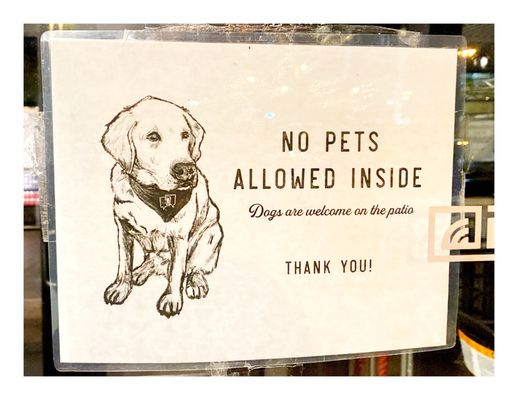 NO PETS
ALLOWED INSIDE
Dogs are welcome on the patio
THANK YOU!